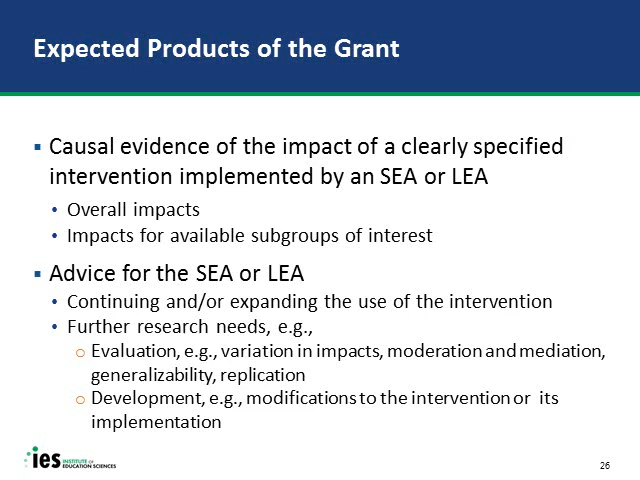 Expected Products of the Grant
▪ Causal evidence of the impact of a clearly specified
intervention implemented by an SEA or LEA
• Overall impacts
• Impacts for available subgroups of interest
▪ Advice for the SEA or LEA
• Continuing and/or expanding the use of the intervention
• Further research needs, e.g.,
o Evaluation, e.g., variation in impacts, moderation and mediation,
generalizability, replication
o Development, e.g., modifications to the intervention or its
implementation
ies INSTITUTE OF
EDUCATION SCIENCES
26